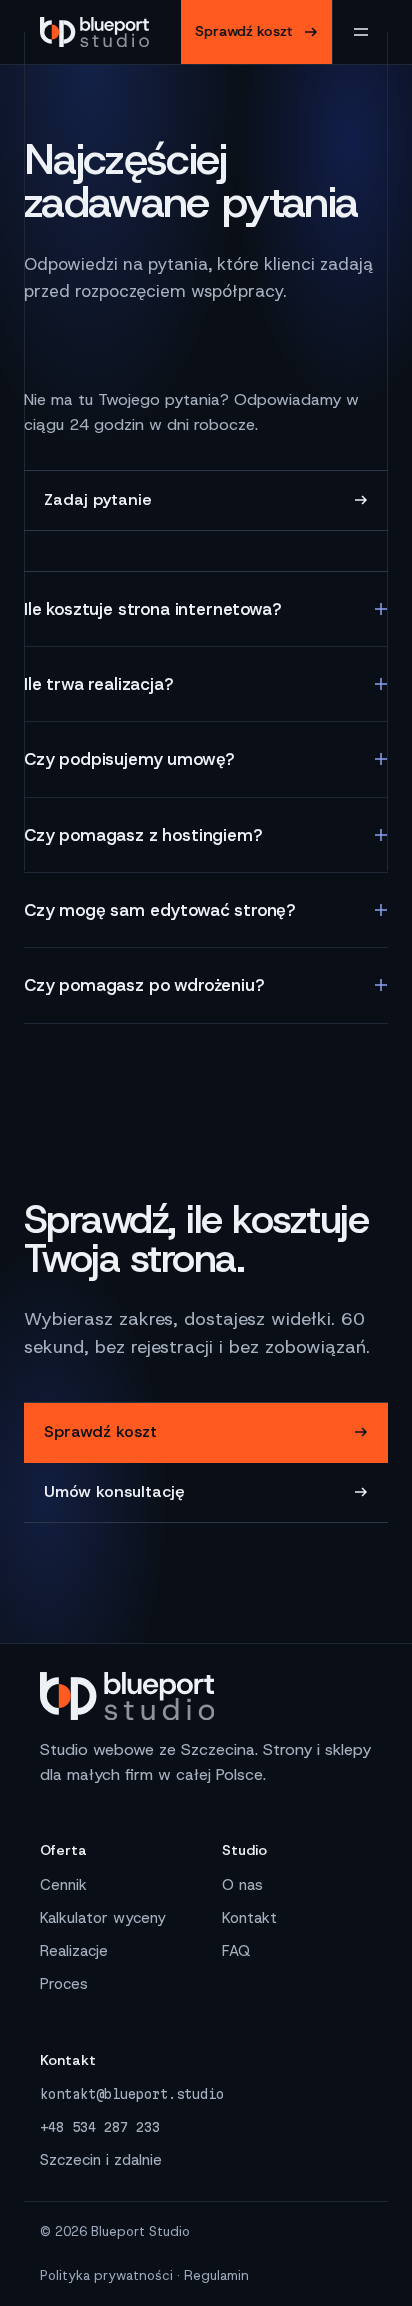 blueport
studio
Sprawdź koszt
Najczęściej
zadawane pytania
Odpowiedzi na pytania, które klienci zadają
przed rozpoczęciem współpracy.
Nie ma tu Twojego pytania? Odpowiadamy w
ciągu 24 godzin w dni robocze.
Zadaj pytanie
Ile kosztuje strona internetowa?
Ile trwa realizacja?
Czy podpisujemy umowę?
Czy pomagasz z hostingiem?
Czy mogę sam edytować stronę?
Czy pomagasz po wdrożeniu?
Sprawdź, ile kosztuje
Twoja strona.
Wybierasz zakres, dostajesz widełki. 60
sekund, bez rejestracji i bez zobowiązań.
Sprawdź koszt
Umów konsultację
blueport
studio
Studio webowe ze Szczecina. Strony i sklepy
dla małych firm w całej Polsce.
Oferta
Cennik
Kalkulator wyceny
Realizacje
Proces
Studio
O nas
Kontakt
FAQ
Kontakt
kontakt@blueport.studio
+48 534 287 233
Szczecin i zdalnie
© 2026 Blueport Studio
Polityka prywatności · Regulamin